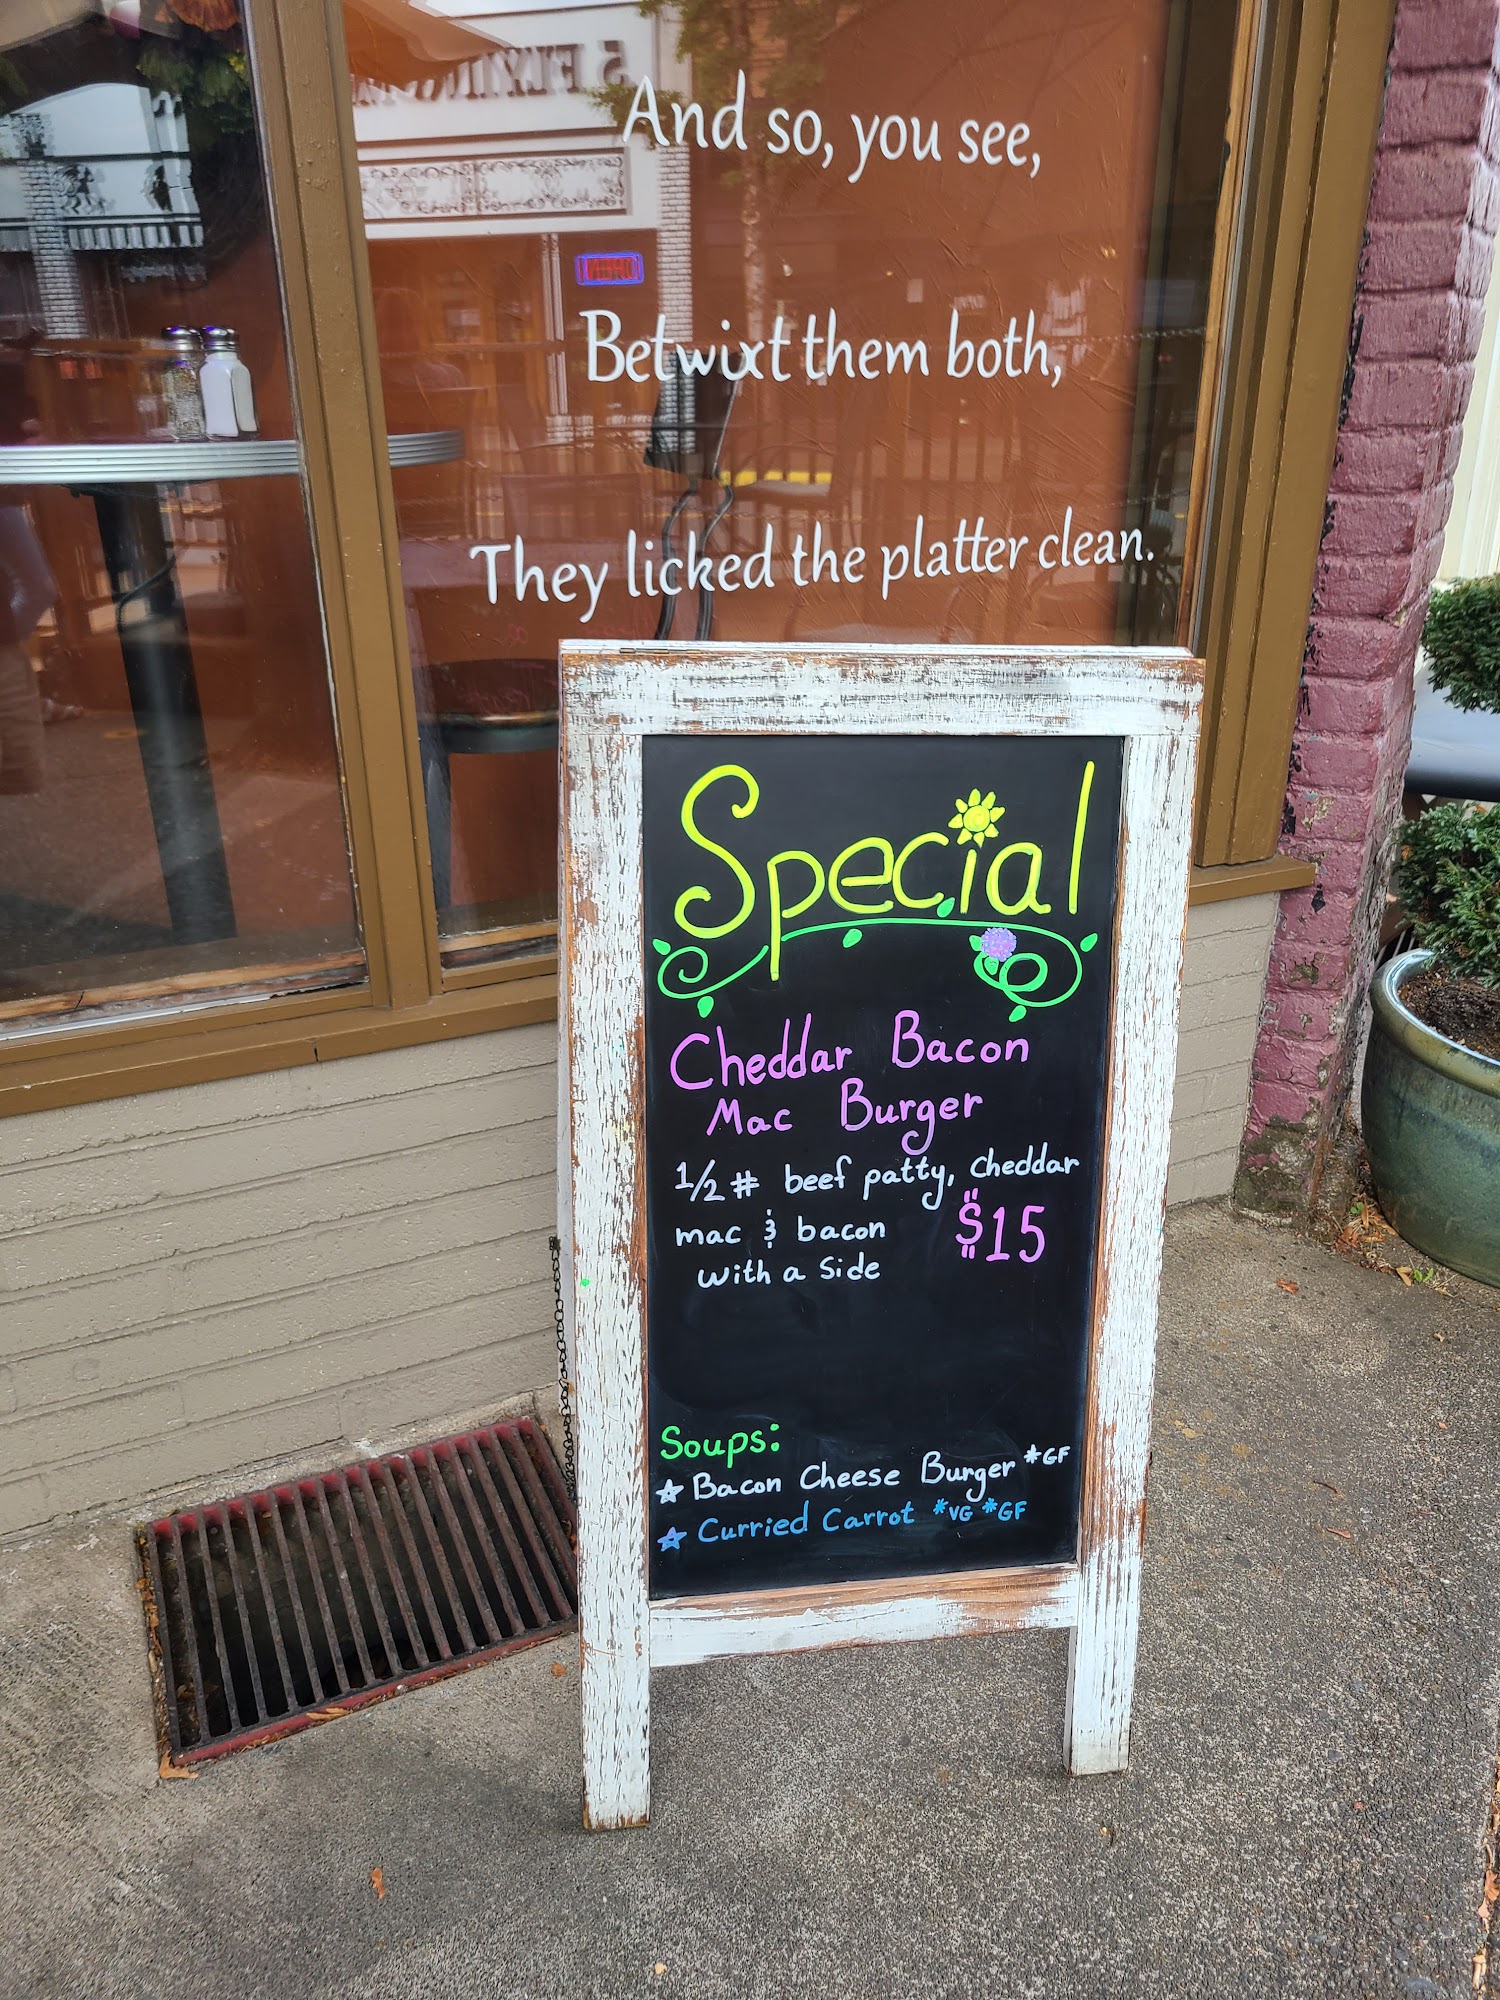 And so, you see,
Betwixt them both,
They licked the platter clean.
Special
Cheddar Bacon
Mac Burger
1/2# beef patty, cheddar
mac & bacon
with a side
$15
Soups:
Bacon Cheese Burger *GF
Curried Carrot *VG *GF